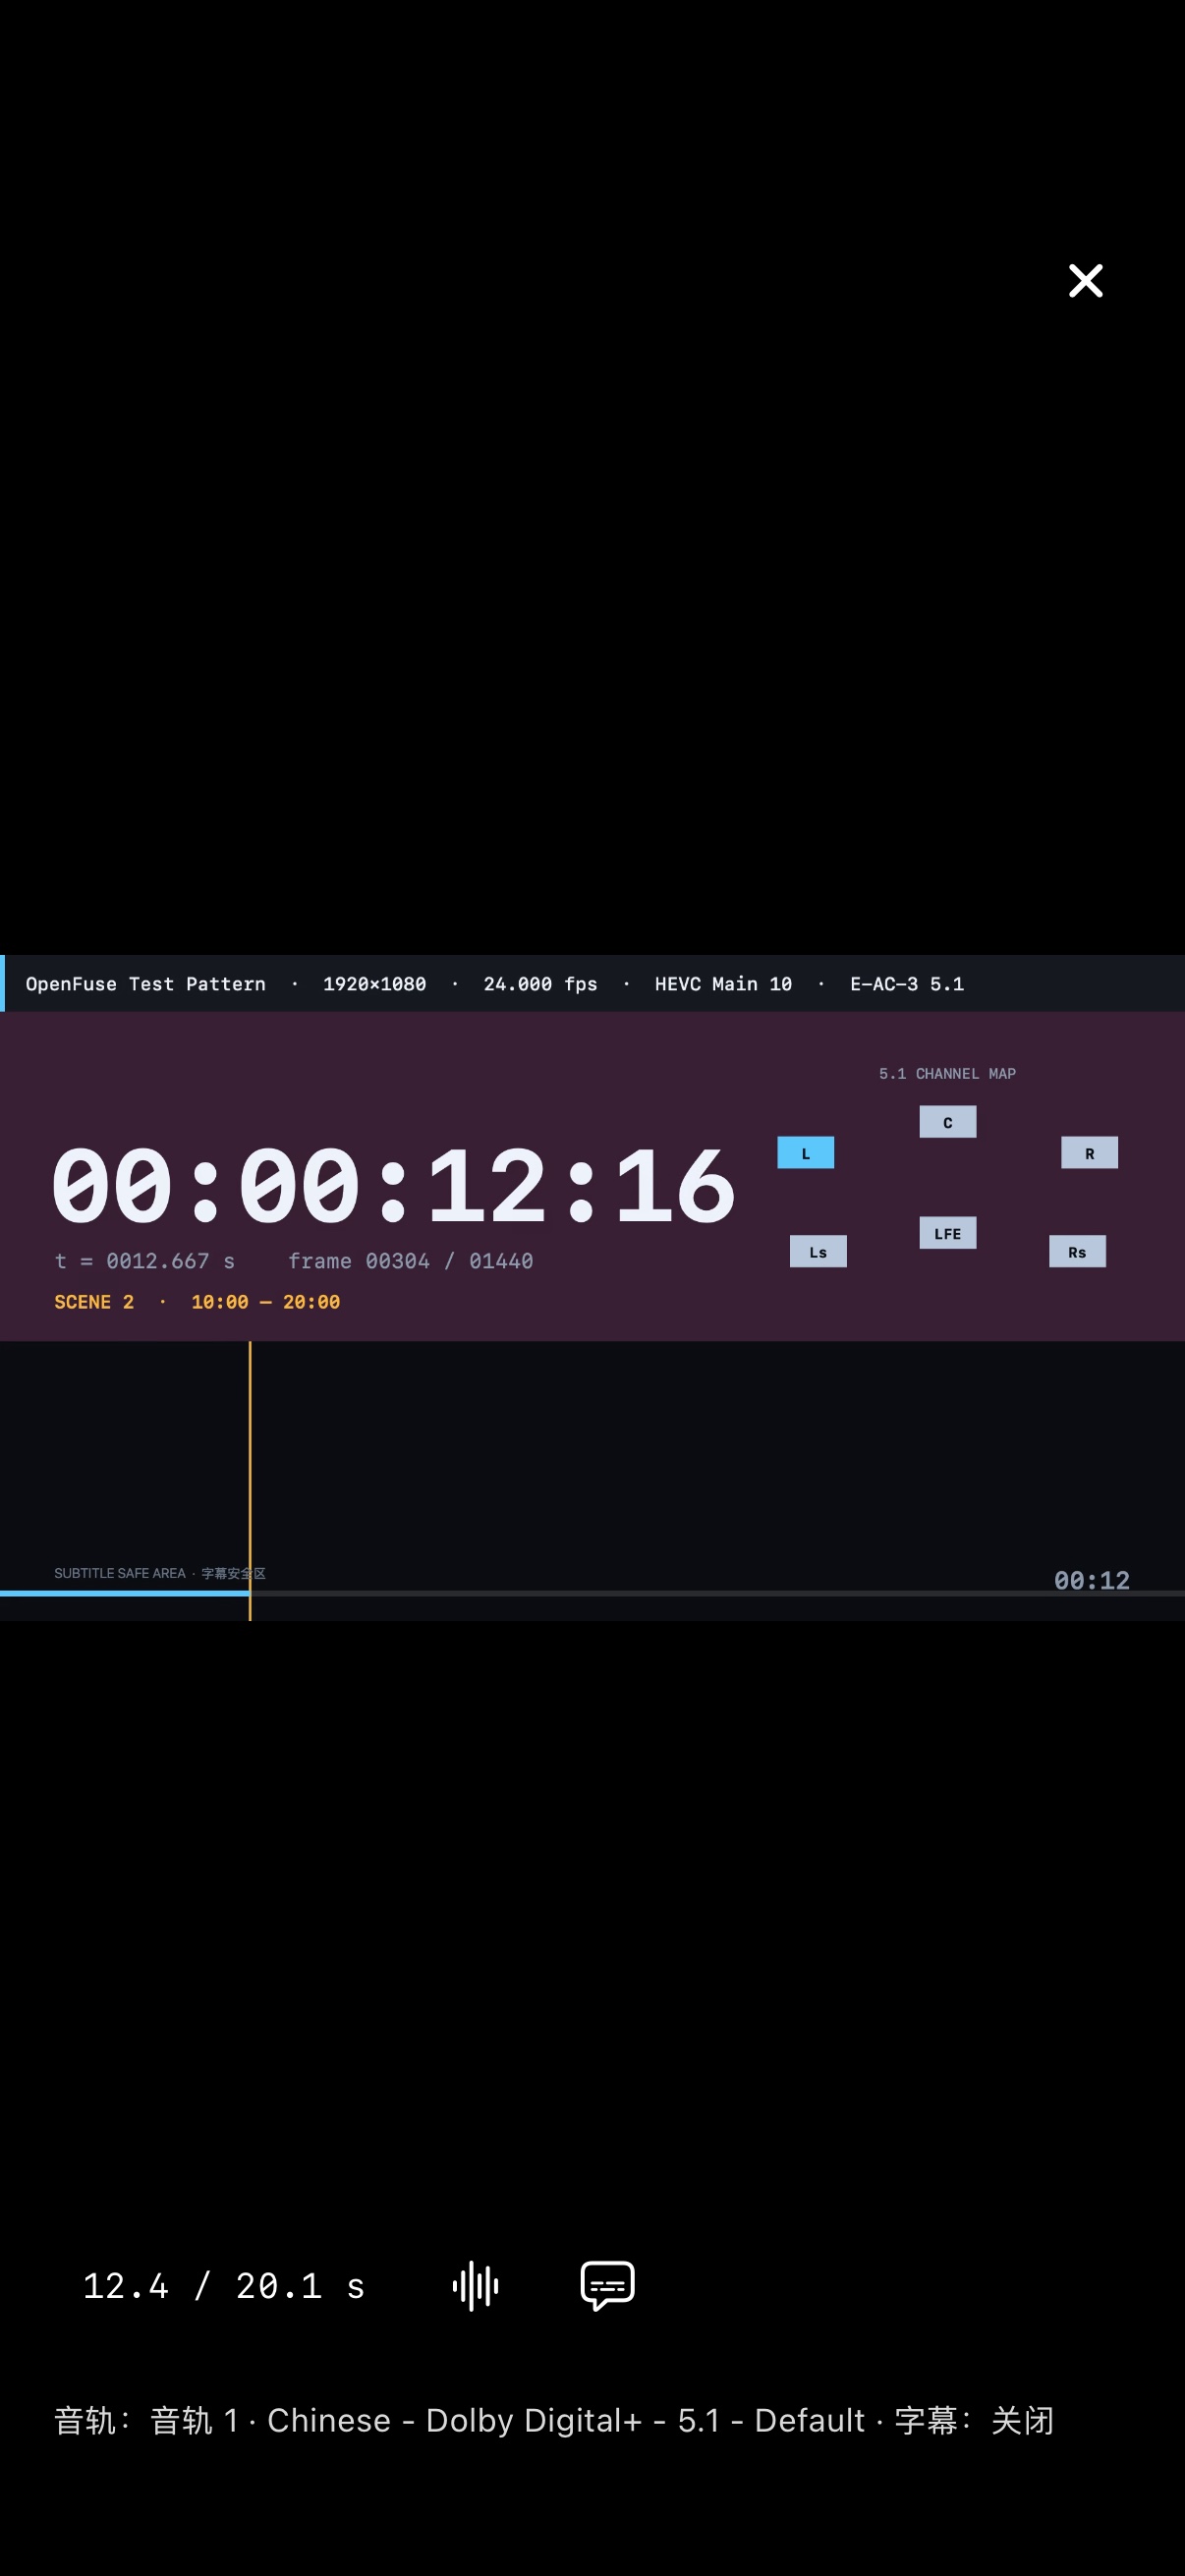 OpenFuse Test Pattern · 1920×1080 · 24.000 fps · HEVC Main 10 · E-AC-3 5.1
5.1 CHANNEL MAP
C
L
R
00:00:12:16
LFE
Ls
Rs
t = 0012.667 s frame 00304 / 01440
SCENE 2 · 10:00 — 20:00
SUBTITLE SAFE AREA · 字幕安全区
00:12
12.4 / 20.1 s
音轨：音轨 1 · Chinese - Dolby Digital+ - 5.1 - Default · 字幕：关闭